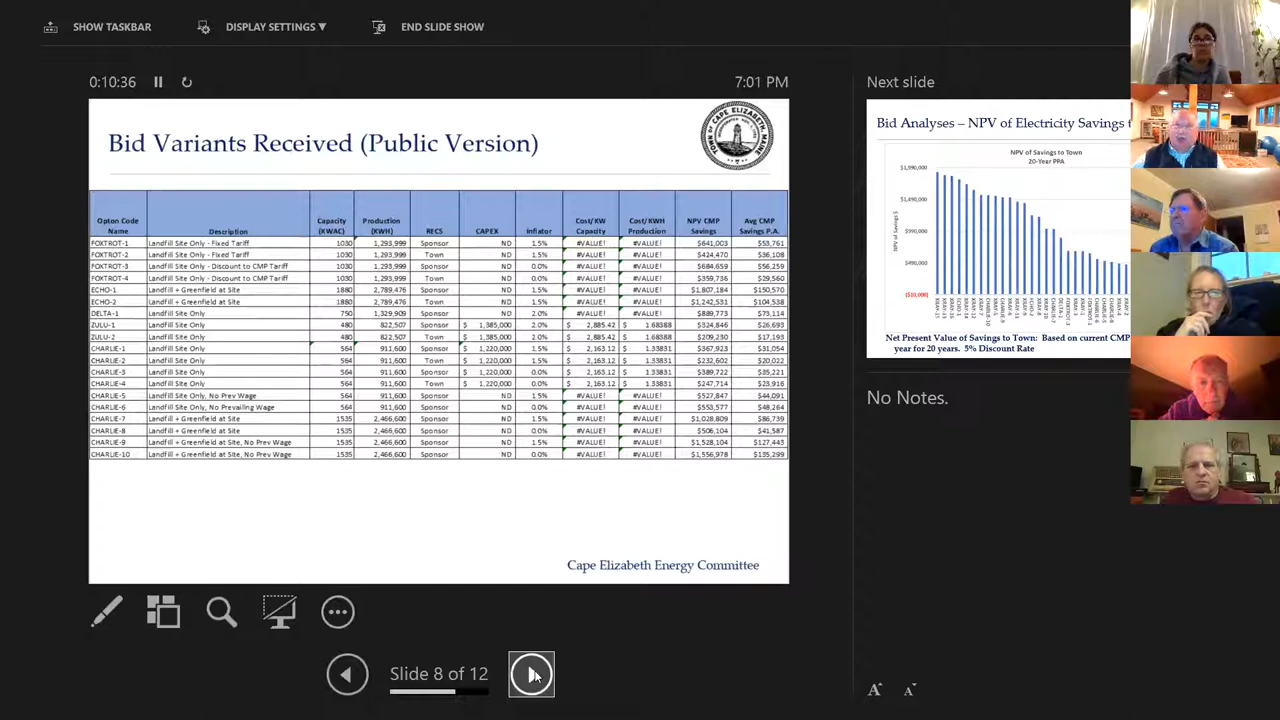 SHOW TASKBAR DISPLAY SETTINGS ▼ END SLIDE SHOW
0:10:36 7:01 PM
Bid Variants Received (Public Version)
Opton Code Name Description Capacity (KWAC) Production (KWH) RECS CAPEX Inflator Cost/KW Capacity Cost/KWH Production NPV CMP Savings Avg CMP Savings P.A.
FOXTROT-1 Landfill Site Only - Fixed Tariff 1030 1,293,999 Sponsor ND 1.5% #VALUE! #VALUE! $641,003 $53,761
FOXTROT-2 Landfill Site Only - Fixed Tariff 1030 1,293,999 Town ND 1.5% #VALUE! #VALUE! $424,470 $36,108
FOXTROT-3 Landfill Site Only - Discount to CMP Tariff 1030 1,293,999 Sponsor ND 0.0% #VALUE! #VALUE! $684,659 $56,259
FOXTROT-4 Landfill Site Only - Discount to CMP Tariff 1030 1,293,999 Town ND 0.0% #VALUE! #VALUE! $359,736 $29,560
ECHO-1 Landfill + Greenfield at Site 1880 2,789,476 Sponsor ND 1.5% #VALUE! #VALUE! $1,807,184 $150,570
ECHO-2 Landfill + Greenfield at Site 1880 2,789,476 Town ND 1.5% #VALUE! #VALUE! $1,242,531 $104,538
DELTA-1 Landfill Site Only 750 1,329,909 Sponsor ND 2.0% #VALUE! #VALUE! $889,773 $73,114
ZULU-1 Landfill Site Only 480 822,507 Sponsor $ 1,385,000 2.0% $ 2,885.42 $ 1.68388 $324,846 $26,693
ZULU-2 Landfill Site Only 480 822,507 Town $ 1,385,000 2.0% $ 2,885.42 $ 1.68388 $209,230 $17,193
CHARLIE-1 Landfill Site Only 564 911,600 Sponsor $ 1,220,000 1.5% $ 2,163.12 $ 1.33831 $367,923 $31,054
CHARLIE-2 Landfill Site Only 564 911,600 Town $ 1,220,000 1.5% $ 2,163.12 $ 1.33831 $232,602 $20,022
CHARLIE-3 Landfill Site Only 564 911,600 Sponsor $ 1,220,000 0.0% $ 2,163.12 $ 1.33831 $389,722 $35,221
CHARLIE-4 Landfill Site Only 564 911,600 Town $ 1,220,000 0.0% $ 2,163.12 $ 1.33831 $247,714 $23,916
CHARLIE-5 Landfill Site Only, No Prev Wage 564 911,600 Sponsor ND 1.5% #VALUE! #VALUE! $527,847 $44,091
CHARLIE-6 Landfill Site Only, No Prevailing Wage 564 911,600 Sponsor ND 0.0% #VALUE! #VALUE! $553,577 $48,264
CHARLIE-7 Landfill + Greenfield at Site 1535 2,466,600 Sponsor ND 1.5% #VALUE! #VALUE! $1,028,809 $86,739
CHARLIE-8 Landfill + Greenfield at Site 1535 2,466,600 Sponsor ND 0.0% #VALUE! #VALUE! $506,104 $41,587
CHARLIE-9 Landfill + Greenfield at Site, No Prev Wage 1535 2,466,600 Sponsor ND 1.5% #VALUE! #VALUE! $1,528,104 $127,443
CHARLIE-10 Landfill + Greenfield at Site, No Prev Wage 1535 2,466,600 Sponsor ND 0.0% #VALUE! #VALUE! $1,556,978 $135,299
Cape Elizabeth Energy Committee
Slide 8 of 12
Next slide
Bid Analyses – NPV of Electricity Savings t
NPV of Savings to Town
20-Year PPA
NPV of Savings $
$1,990,000
$1,490,000
$990,000
$490,000
($10,000)
Net Present Value of Savings to Town: Based on current CMP
year for 20 years. 5% Discount Rate
No Notes.
A A